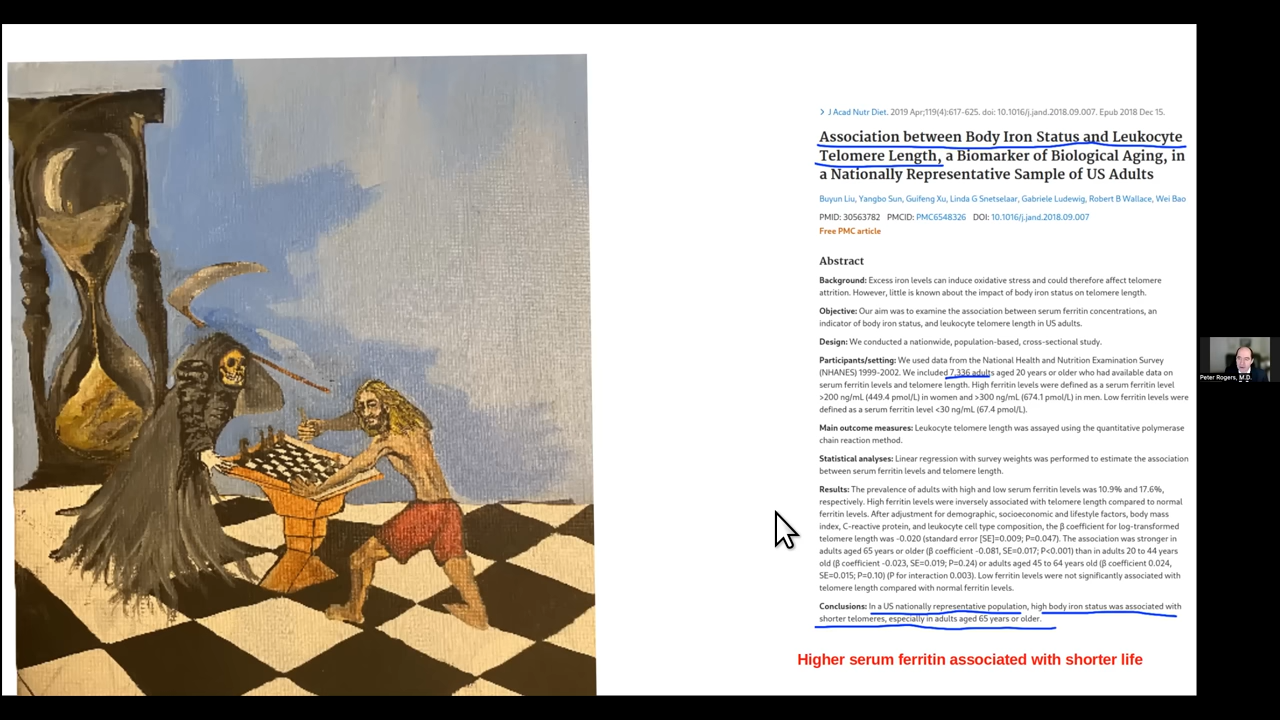 J Acad Nutr Diet. 2019 Apr;119(4):617-625. doi: 10.1016/j.jand.2018.09.007. Epub 2018 Dec 15.
Association between Body Iron Status and Leukocyte
Telomere Length, a Biomarker of Biological Aging, in
a Nationally Representative Sample of US Adults
Buyun Liu, Yangbo Sun, Guifeng Xu, Linda G Snetselaar, Gabriele Ludewig, Robert B Wallace, Wei Bao
PMID: 30563782 PMCID: PMC6548326 DOI: 10.1016/j.jand.2018.09.007
Free PMC article
Abstract
Background: Excess iron levels can induce oxidative stress and could therefore affect telomere
attrition. However, little is known about the impact of body iron status on telomere length.
Objective: Our aim was to examine the association between serum ferritin concentrations, an
indicator of body iron status, and leukocyte telomere length in US adults.
Design: We conducted a nationwide, population-based, cross-sectional study.
Participants/setting: We used data from the National Health and Nutrition Examination Survey
(NHANES) 1999-2002. We included 7,336 adults aged 20 years or older who had available data on
serum ferritin levels and telomere length. High ferritin levels were defined as a serum ferritin level
>200 ng/mL (449.4 pmol/L) in women and >300 ng/mL (674.1 pmol/L) in men. Low ferritin levels were
defined as a serum ferritin level <30 ng/mL (67.4 pmol/L).
Main outcome measures: Leukocyte telomere length was assayed using the quantitative polymerase
chain reaction method.
Statistical analyses: Linear regression with survey weights was performed to estimate the association
between serum ferritin levels and telomere length.
Results: The prevalence of adults with high and low serum ferritin levels was 10.9% and 17.6%,
respectively. High ferritin levels were inversely associated with telomere length compared to normal
ferritin levels. After adjustment for demographic, socioeconomic and lifestyle factors, body mass
index, C-reactive protein, and leukocyte cell type composition, the β coefficient for log-transformed
telomere length was -0.020 (standard error [SE]=0.009; P=0.047). The association was stronger in
adults aged 65 years or older (β coefficient -0.081, SE=0.017; P<0.001) than in adults 20 to 44 years
old (β coefficient -0.023, SE=0.019; P=0.24) or adults aged 45 to 64 years old (β coefficient 0.024,
SE=0.015; P=0.10) (P for interaction 0.003). Low ferritin levels were not significantly associated with
telomere length compared with normal ferritin levels.
Conclusions: In a US nationally representative population, high body iron status was associated with
shorter telomeres, especially in adults aged 65 years or older.
Higher serum ferritin associated with shorter life
Peter Rogers, M.D.